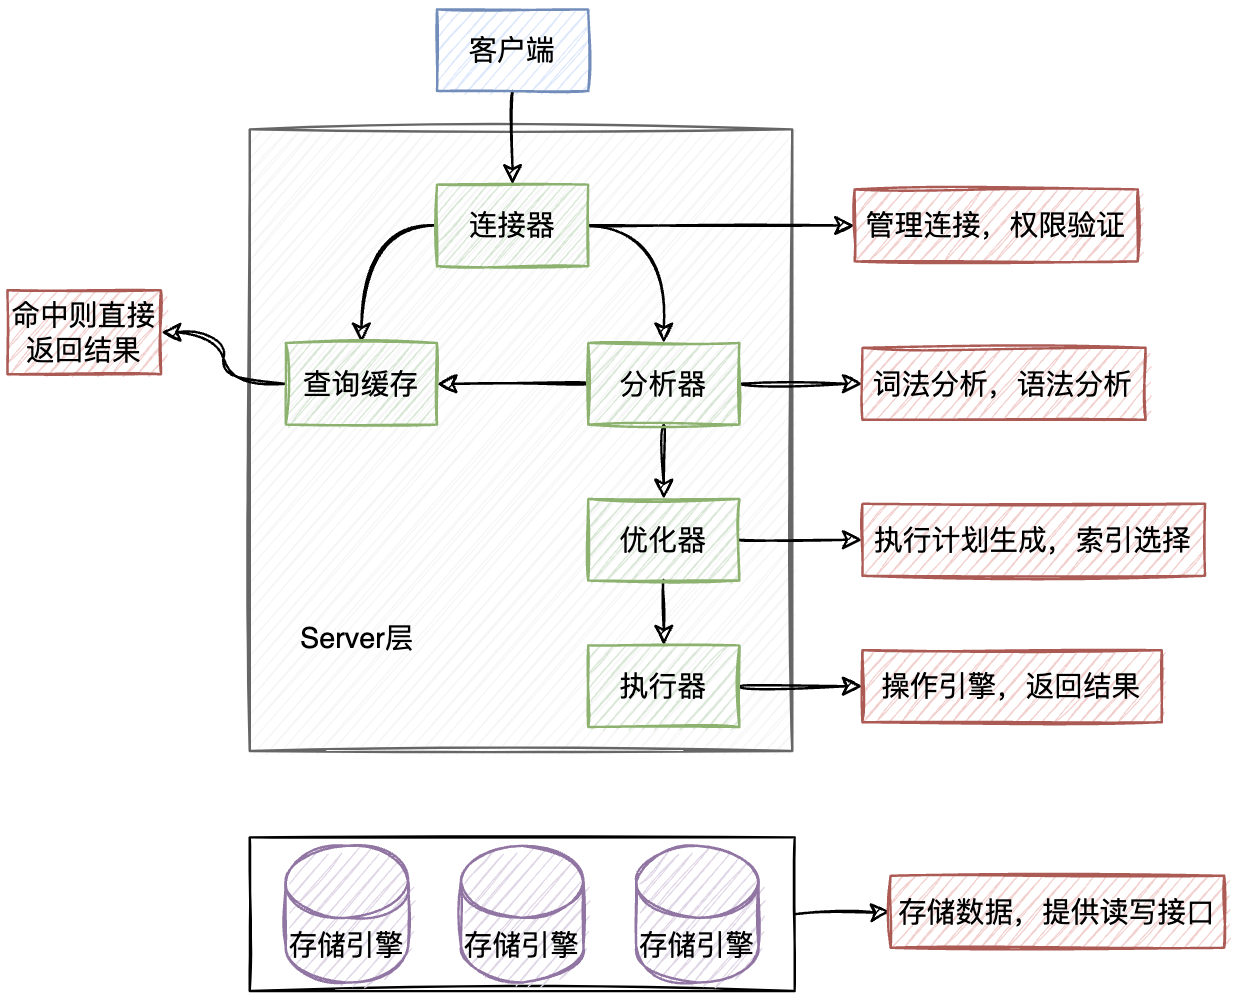 客户端
连接器
管理连接，权限验证
命中则直接
返回结果
查询缓存
分析器
词法分析，语法分析
优化器
执行计划生成，索引选择
Server层
执行器
操作引擎，返回结果
存储引擎
存储引擎
存储引擎
存储数据，提供读写接口